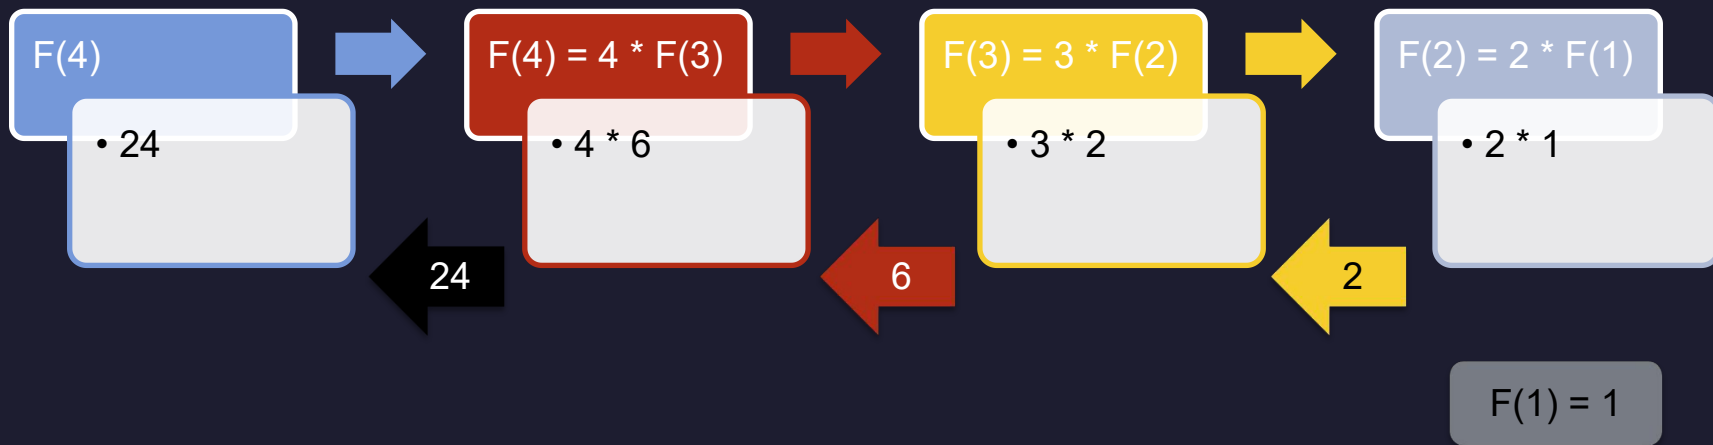 F(4)
F(4) = 4 * F(3)
F(3) = 3 * F(2)
F(2) = 2 * F(1)
• 24
• 4 * 6
• 3 * 2
• 2 * 1
24
6
2
F(1) = 1